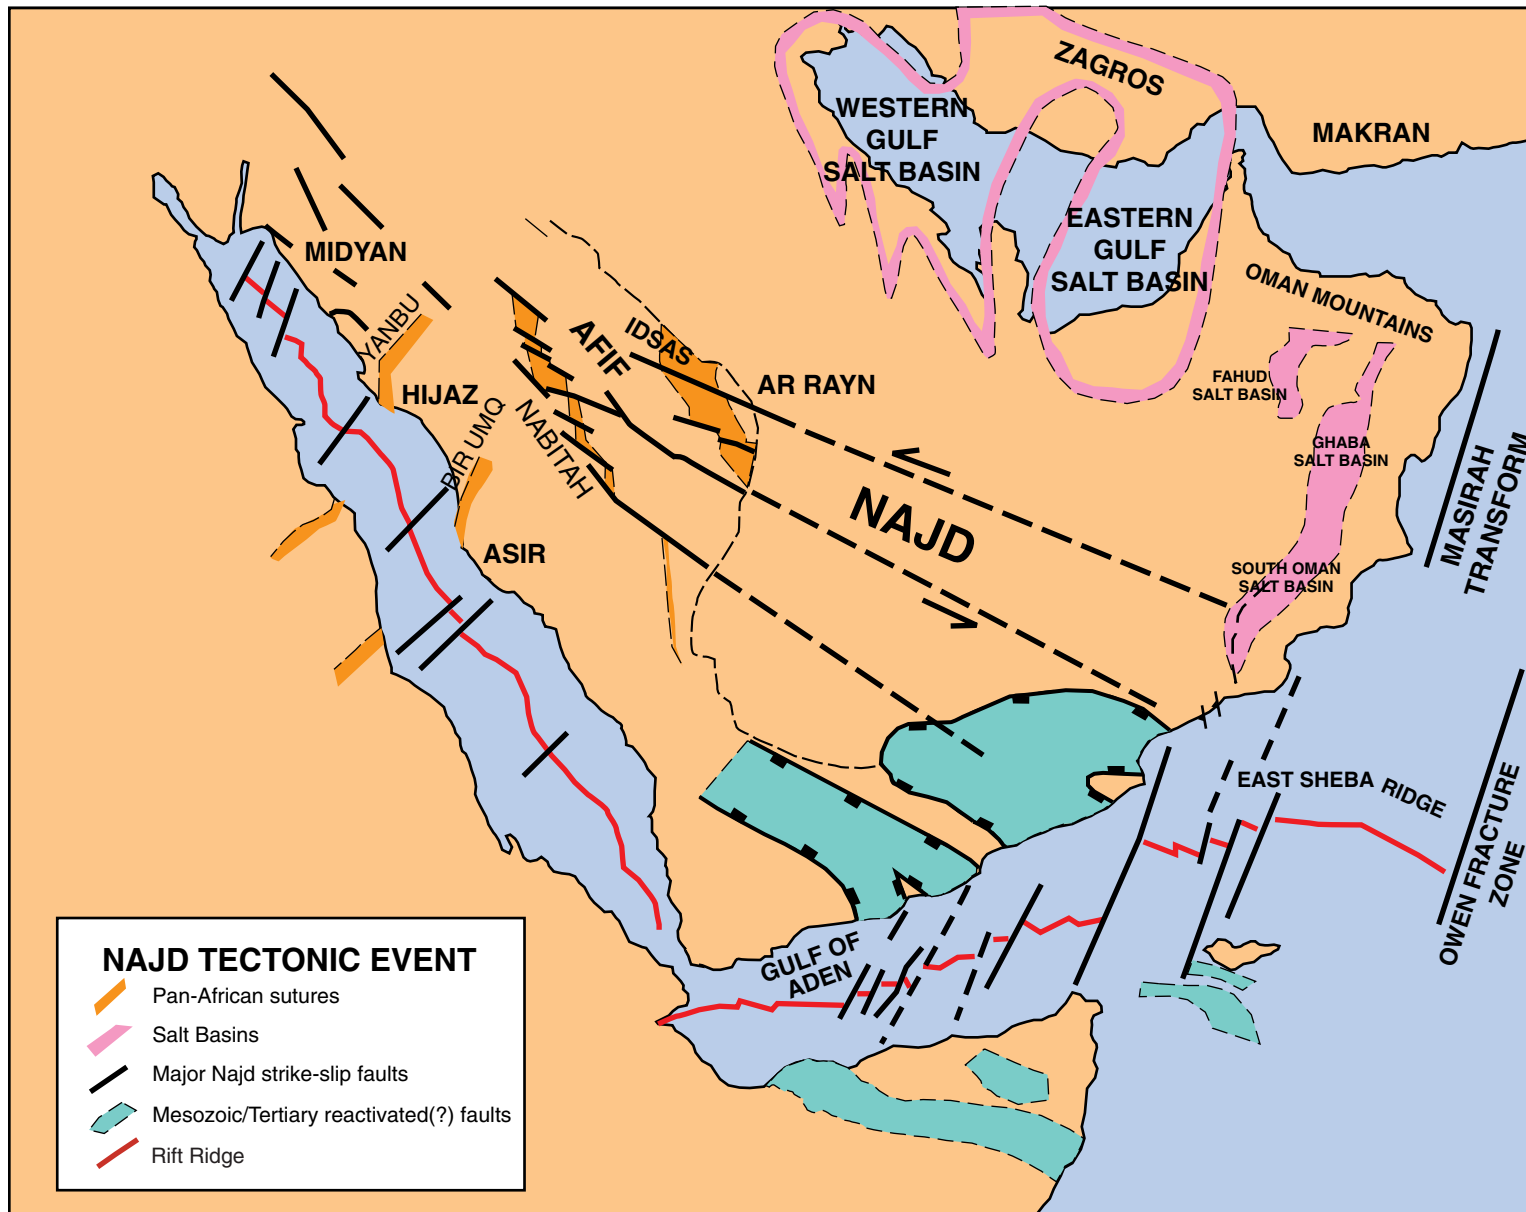 ZAGROS
WESTERN
GULF
SALT BASIN
MAKRAN
EASTERN
GULF
SALT BASIN
MIDYAN
OMAN MOUNTAINS
YANBU
HIJAZ
AFIF
IDSAS
AR RAYN
FAHUD
SALT BASIN
BIR UMQ
NABITAH
GHABA
SALT BASIN
MASIRAH
TRANSFORM
NAJD
ASIR
SOUTH OMAN
SALT BASIN
EAST SHEBA RIDGE
OWEN FRACTURE
ZONE
GULF OF
ADEN
NAJD TECTONIC EVENT
Pan-African sutures
Salt Basins
Major Najd strike-slip faults
Mesozoic/Tertiary reactivated(?) faults
Rift Ridge